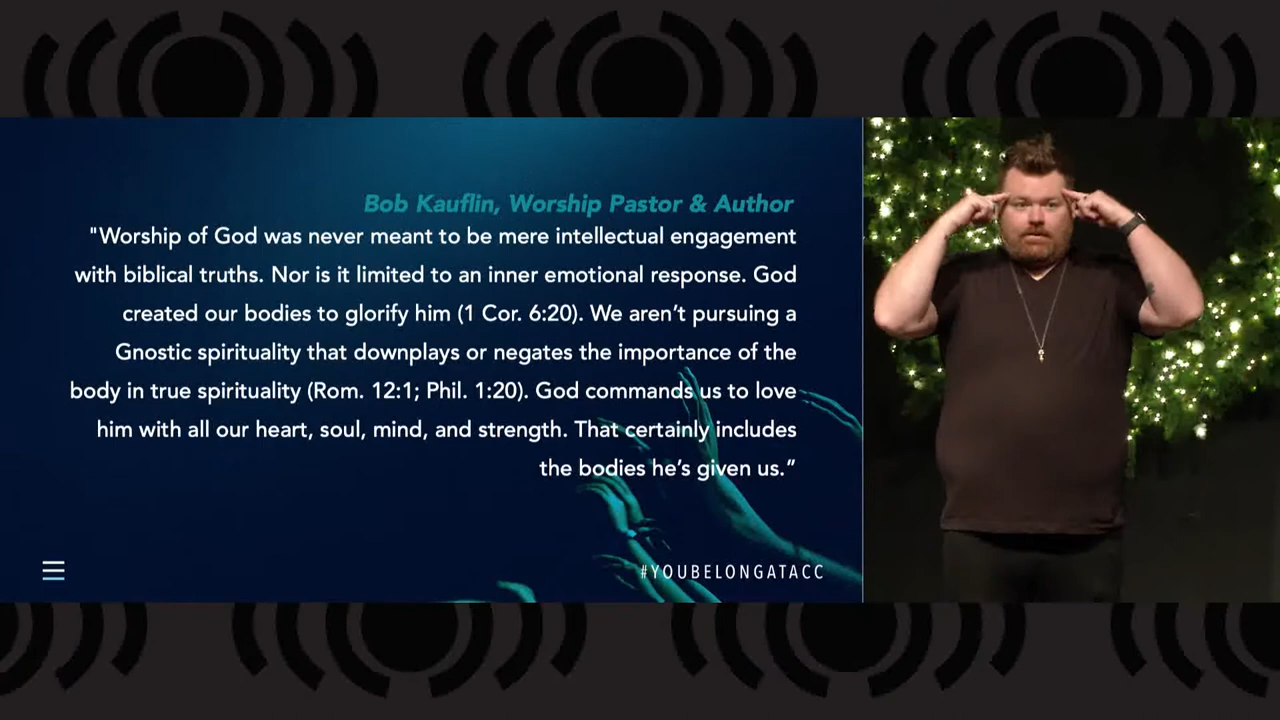 Bob Kauflin, Worship Pastor & Author
"Worship of God was never meant to be mere intellectual engagement
with biblical truths. Nor is it limited to an inner emotional response. God
created our bodies to glorify him (1 Cor. 6:20). We aren’t pursuing a
Gnostic spirituality that downplays or negates the importance of the
body in true spirituality (Rom. 12:1; Phil. 1:20). God commands us to love
him with all our heart, soul, mind, and strength. That certainly includes
the bodies he’s given us.”
#YOUBELONGATACC